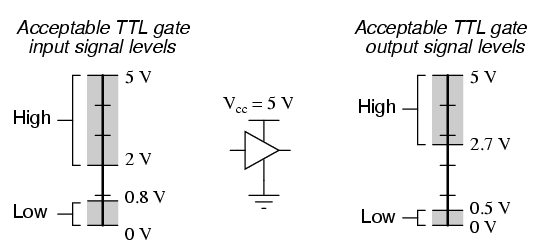 Acceptable TTL gate
input signal levels
High
5 V
2 V
Low
0.8 V
0 V
Vcc = 5 V
Acceptable TTL gate
output signal levels
High
5 V
2.7 V
Low
0.5 V
0 V